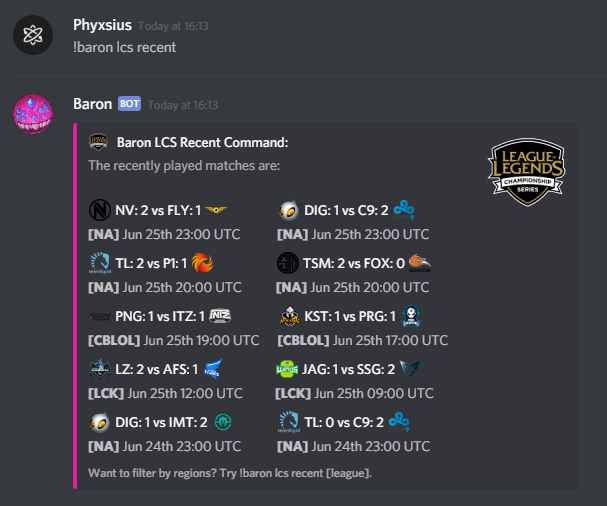 Phyxsius Today at 16:13
!baron lcs recent
Baron BOT Today at 16:13
Baron LCS Recent Command:
The recently played matches are:
LEAGUE OF LEGENDS
CHAMPIONSHIP
SERIES
NV: 2 vs FLY: 1
[NA] Jun 25th 23:00 UTC
DIG: 1 vs C9: 2
[NA] Jun 25th 23:00 UTC
TL: 2 vs P1: 1
[NA] Jun 25th 20:00 UTC
TSM: 2 vs FOX: 0
[NA] Jun 25th 20:00 UTC
PNG: 1 vs ITZ: 1
[CBLOL] Jun 25th 19:00 UTC
KST: 1 vs PRG: 1
[CBLOL] Jun 25th 17:00 UTC
LZ: 2 vs AFS: 1
[LCK] Jun 25th 12:00 UTC
JAG: 1 vs SSG: 2
[LCK] Jun 25th 09:00 UTC
DIG: 1 vs IMT: 2
[NA] Jun 24th 23:00 UTC
TL: 0 vs C9: 2
[NA] Jun 24th 23:00 UTC
Want to filter by regions? Try !baron lcs recent [league].